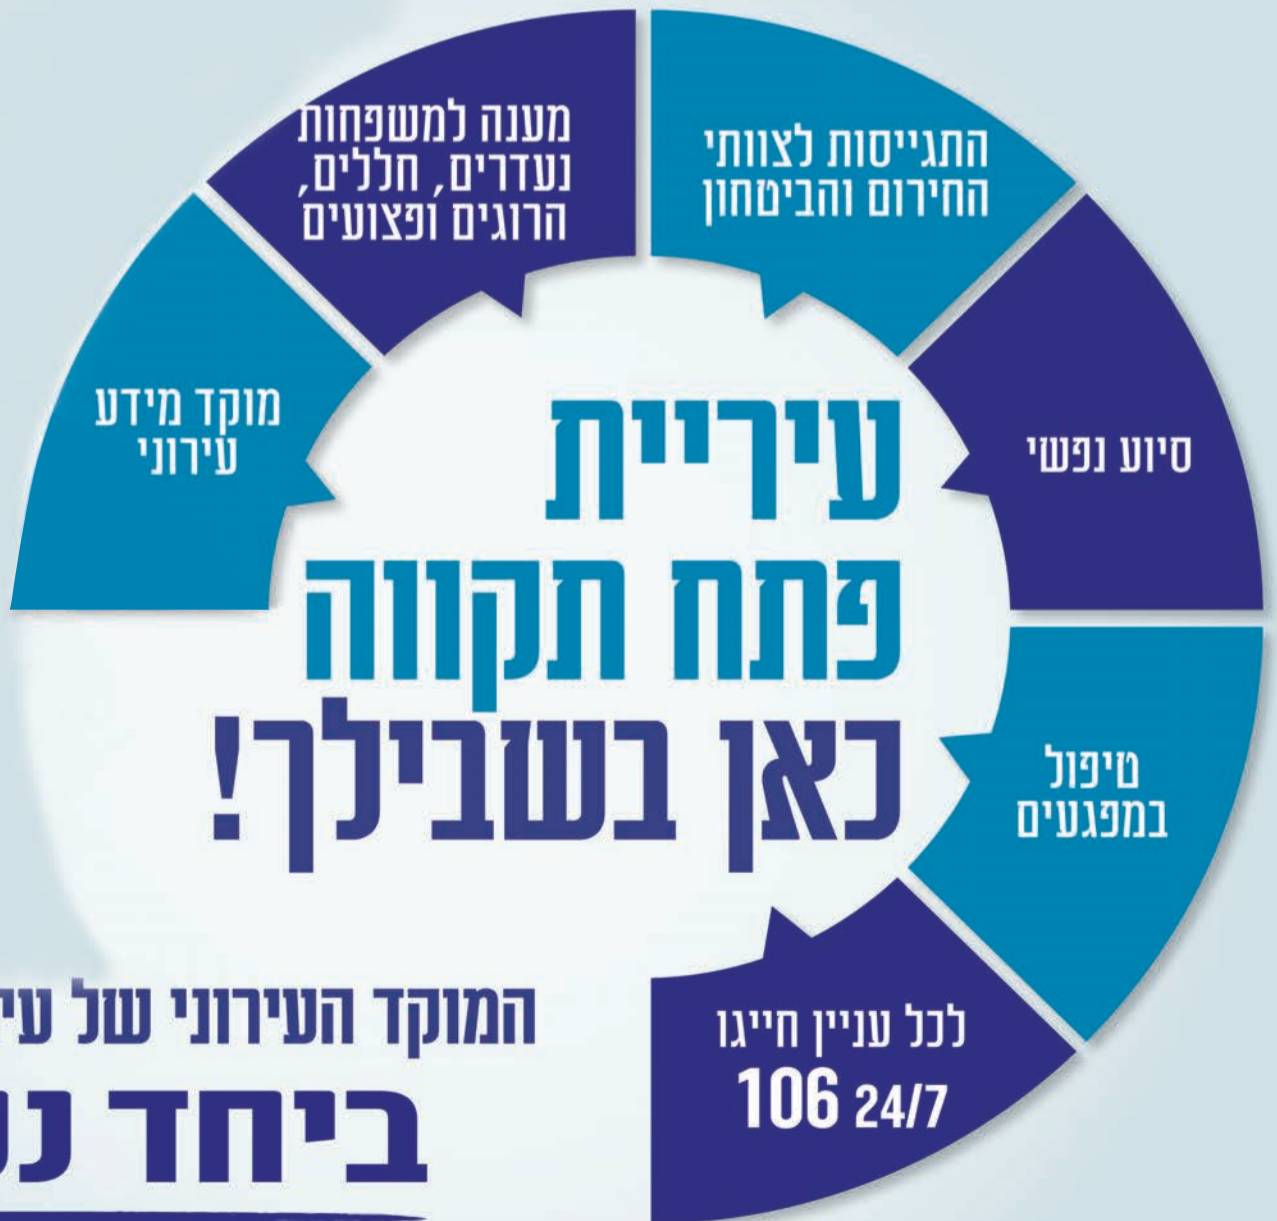 מענה למשפחות
נעדרים, חללים,
הרוגים ופצועים
התגייסות לצוותי
החירום והביטחון
מוקד מידע
עירוני
סיוע נפשי
עיריית
פתח תקווה
כאן בשבילך!
טיפול
במפגעים
לכל עניין חייגו
106 24/7
המוקד העירוני של
ביחד